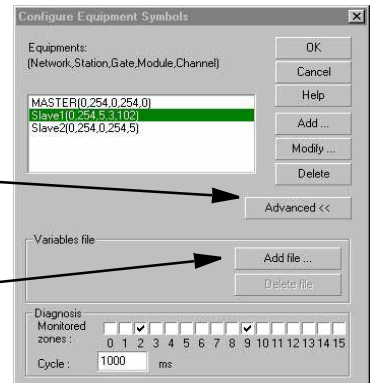 Configure Equipment Symbols
Equipments:
(Network,Station,Gate,Module,Channel)
OK
Cancel
Help
MASTER(0,254,0,254,0)
Slave1(0,254,5,3,102)
Slave2(0,254,0,254,5)
Add ...
Modify ...
Delete
Advanced <<
Variables file
Add file ...
Delete file
Diagnosis
Monitored
zones :
0 1 2 3 4 5 6 7 8 9 10 11 12 13 14 15
Cycle : 1000 ms